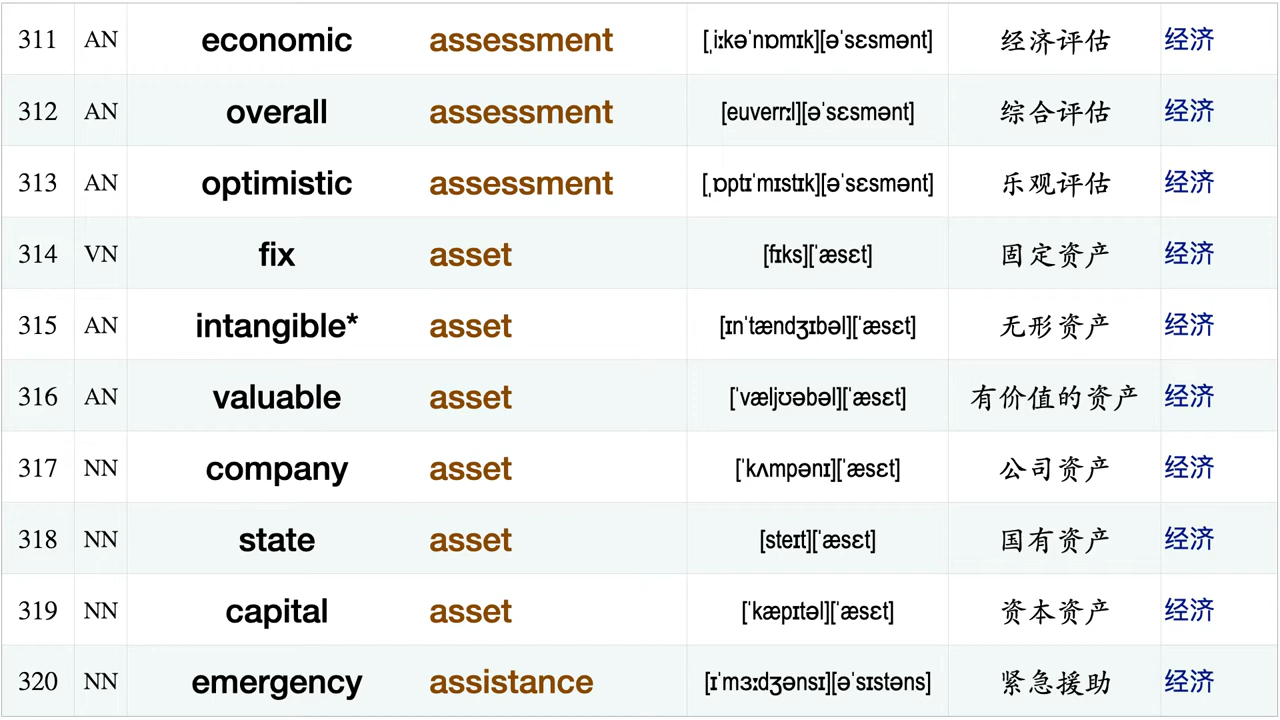 311 AN economic assessment [ˌiːkəˈnɒmɪk][əˈsɛsmənt] 经济评估 经济
312 AN overall assessment [euverrːl][əˈsɛsmənt] 综合评估 经济
313 AN optimistic assessment [ˌɒptɪˈmɪstɪk][əˈsɛsmənt] 乐观评估 经济
314 VN fix asset [fɪks][ˈæsɛt] 固定资产 经济
315 AN intangible* asset [ɪnˈtændʒɪbəl][ˈæsɛt] 无形资产 经济
316 AN valuable asset [ˈvæljʊəbəl][ˈæsɛt] 有价值的资产 经济
317 NN company asset [ˈkʌmpənɪ][ˈæsɛt] 公司资产 经济
318 NN state asset [steɪt][ˈæsɛt] 国有资产 经济
319 NN capital asset [ˈkæpɪtəl][ˈæsɛt] 资本资产 经济
320 NN emergency assistance [ɪˈmɜːdʒənsɪ][əˈsɪstəns] 紧急援助 经济